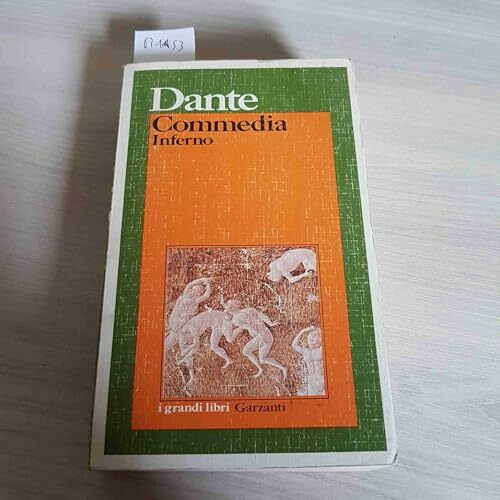 Dante
Commedia
Inferno
i grandi libri Garzanti